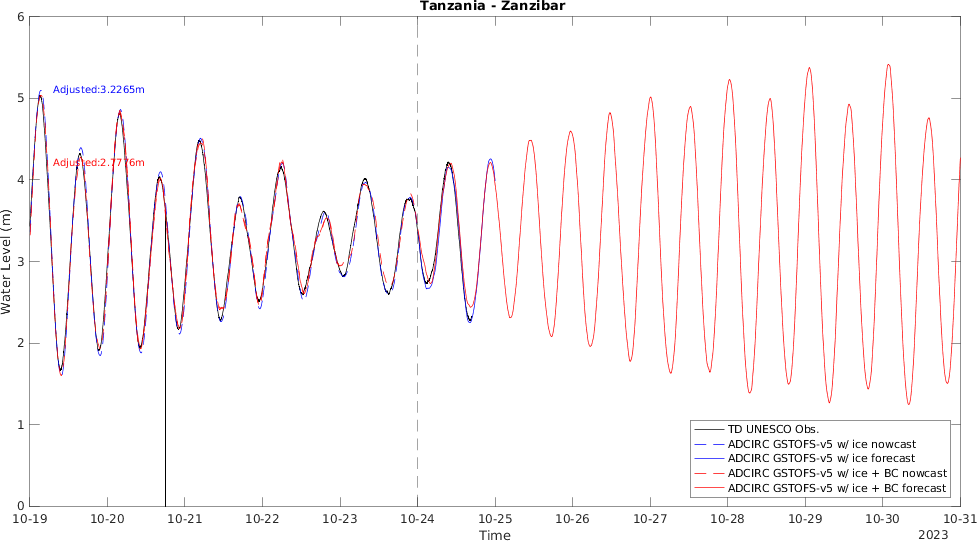 Tanzania - Zanzibar
Water Level (m)
6
5
4
3
2
1
0
Adjusted:3.2265m
Adjusted:2.7776m
TD UNESCO Obs.
ADCIRC GSTOFS-v5 w/ ice nowcast
ADCIRC GSTOFS-v5 w/ ice forecast
ADCIRC GSTOFS-v5 w/ ice + BC nowcast
ADCIRC GSTOFS-v5 w/ ice + BC forecast
10-19 10-20 10-21 10-22 10-23 10-24 10-25 10-26 10-27 10-28 10-29 10-30 10-31
Time
2023